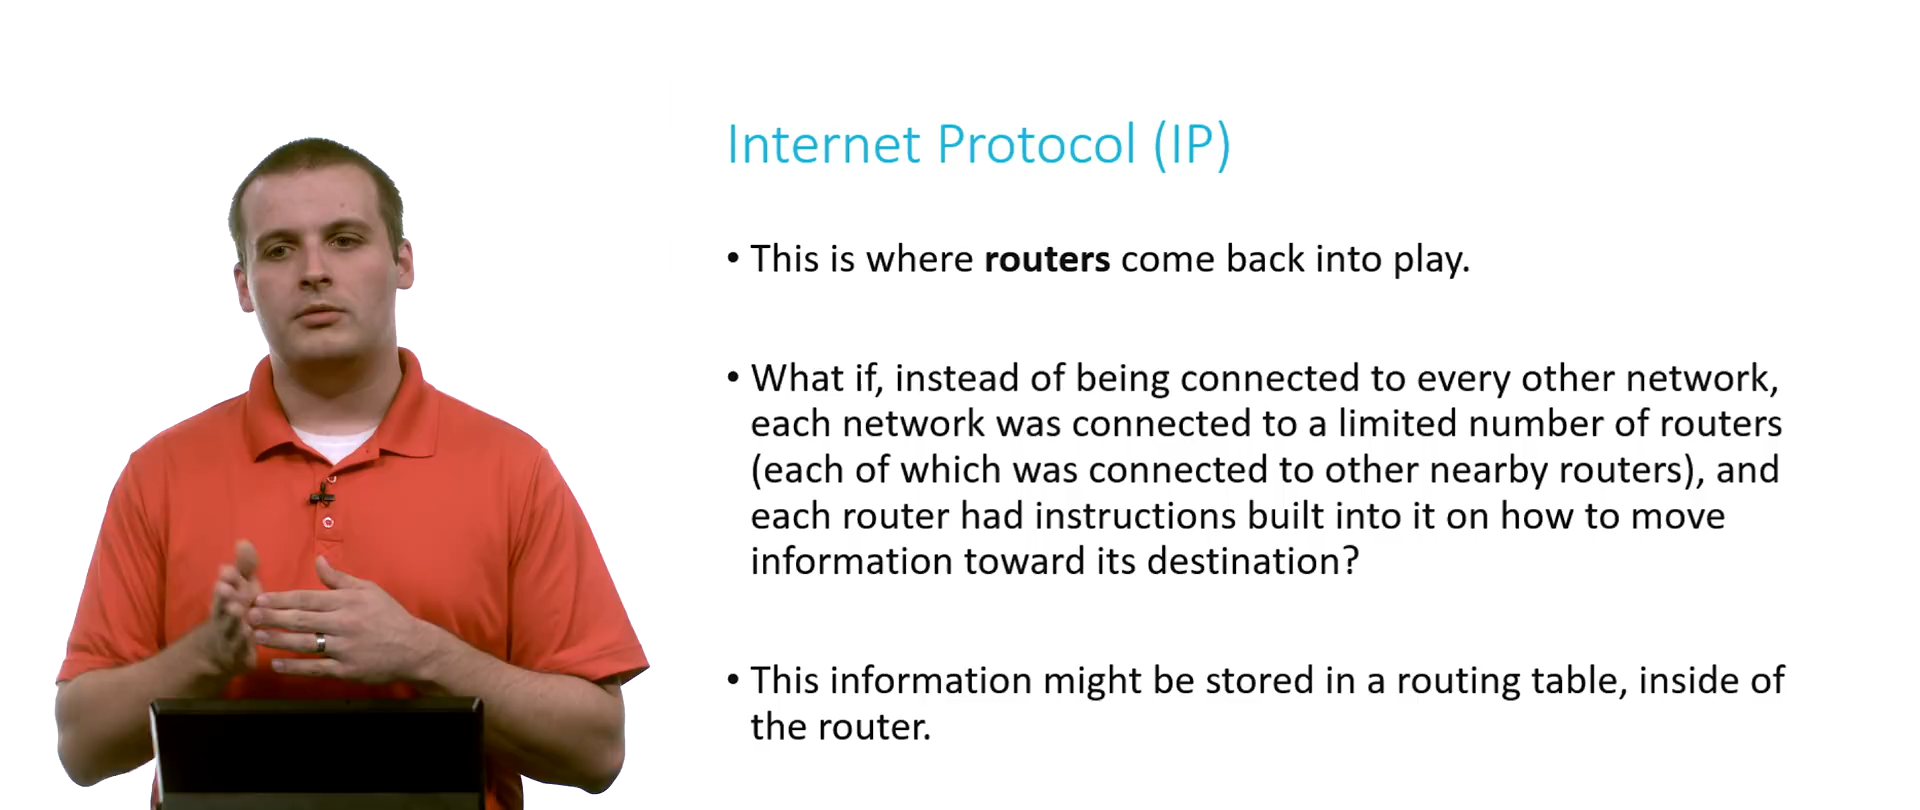 Internet Protocol (IP)
• This is where routers come back into play.
• What if, instead of being connected to every other network,
each network was connected to a limited number of routers
(each of which was connected to other nearby routers), and
each router had instructions built into it on how to move
information toward its destination?
• This information might be stored in a routing table, inside of
the router.